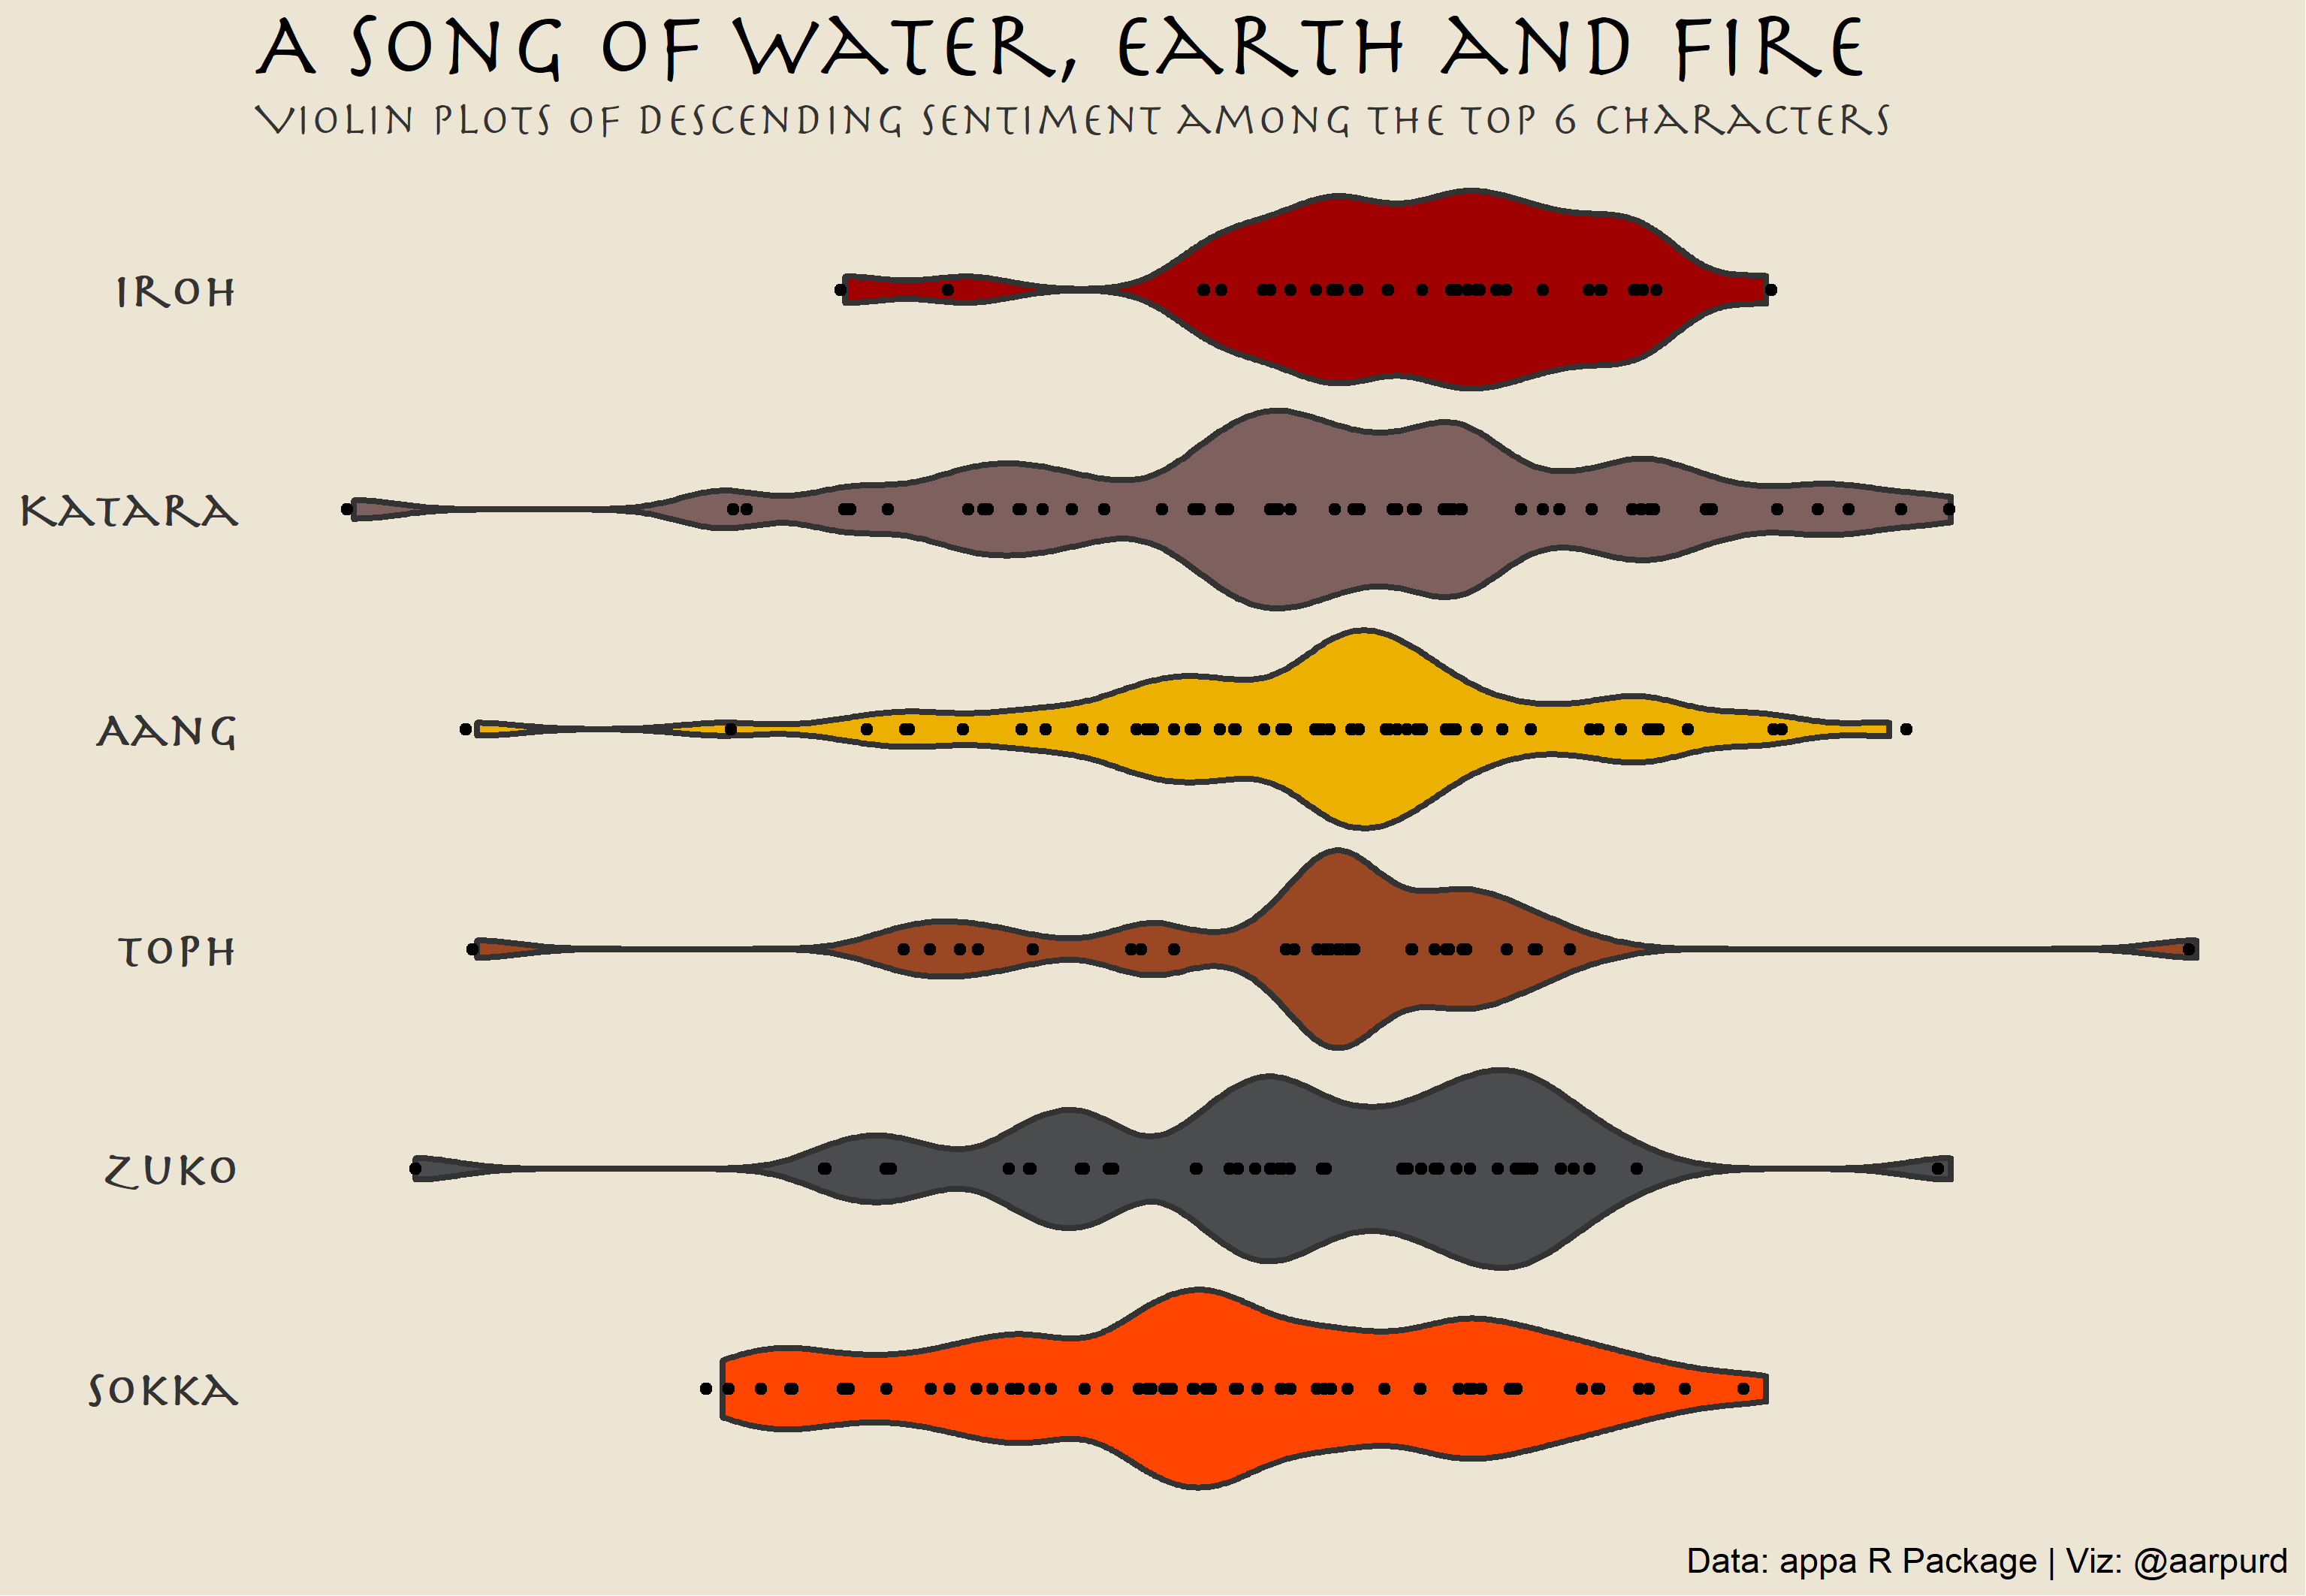 A SONG OF WATER, EARTH AND FIRE
VIOLIN PLOTS OF DESCENDING SENTIMENT AMONG THE TOP 6 CHARACTERS
IROH
KATARA
AANG
TOPH
ZUKO
SOKKA
Data: appa R Package | Viz: @aarpurd